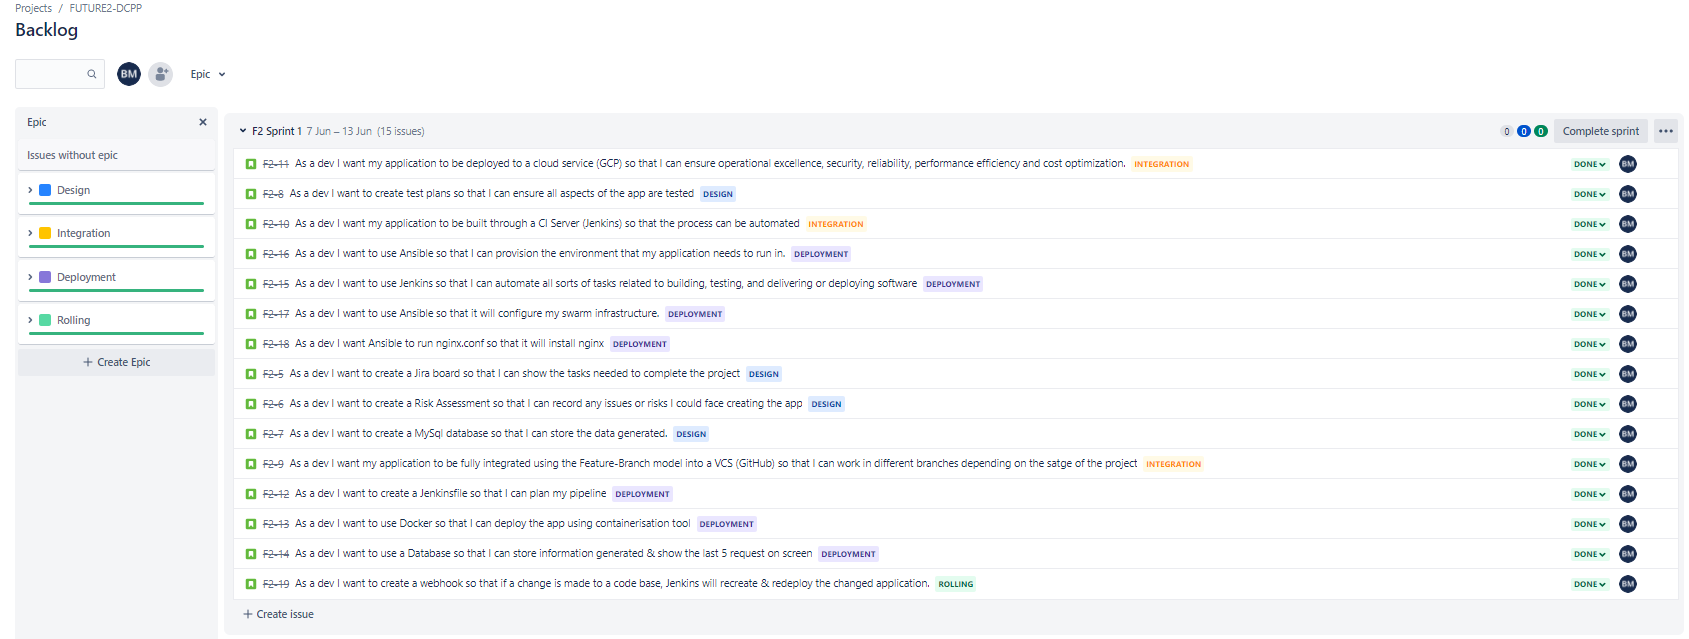 Projects / FUTURE2-DCPP
Backlog
BM
Epic
Epic
Issues without epic
Design
Integration
Deployment
Rolling
+ Create Epic
F2 Sprint 1 7 Jun – 13 Jun (15 issues)
0 0 0 Complete sprint
F2-11 As a dev I want my application to be deployed to a cloud service (GCP) so that I can ensure operational excellence, security, reliability, performance efficiency and cost optimization. INTEGRATION DONE BM
F2-8 As a dev I want to create test plans so that I can ensure all aspects of the app are tested DESIGN DONE BM
F2-10 As a dev I want my application to be built through a CI Server (Jenkins) so that the process can be automated INTEGRATION DONE BM
F2-16 As a dev I want to use Ansible so that I can provision the environment that my application needs to run in. DEPLOYMENT DONE BM
F2-15 As a dev I want to use Jenkins so that I can automate all sorts of tasks related to building, testing, and delivering or deploying software DEPLOYMENT DONE BM
F2-17 As a dev I want to use Ansible so that it will configure my swarm infrastructure. DEPLOYMENT DONE BM
F2-18 As a dev I want Ansible to run nginx.conf so that it will install nginx DEPLOYMENT DONE BM
F2-5 As a dev I want to create a Jira board so that I can show the tasks needed to complete the project DESIGN DONE BM
F2-6 As a dev I want to create a Risk Assessment so that I can record any issues or risks I could face creating the app DESIGN DONE BM
F2-7 As a dev I want to create a MySql database so that I can store the data generated. DESIGN DONE BM
F2-9 As a dev I want my application to be fully integrated using the Feature-Branch model into a VCS (GitHub) so that I can work in different branches depending on the satge of the project INTEGRATION DONE BM
F2-12 As a dev I want to create a Jenkinsfile so that I can plan my pipeline DEPLOYMENT DONE BM
F2-13 As a dev I want to use Docker so that I can deploy the app using containerisation tool DEPLOYMENT DONE BM
F2-14 As a dev I want to use a Database so that I can store information generated & show the last 5 request on screen DEPLOYMENT DONE BM
F2-19 As a dev I want to create a webhook so that if a change is made to a code base, Jenkins will recreate & redeploy the changed application. ROLLING DONE BM
+ Create issue